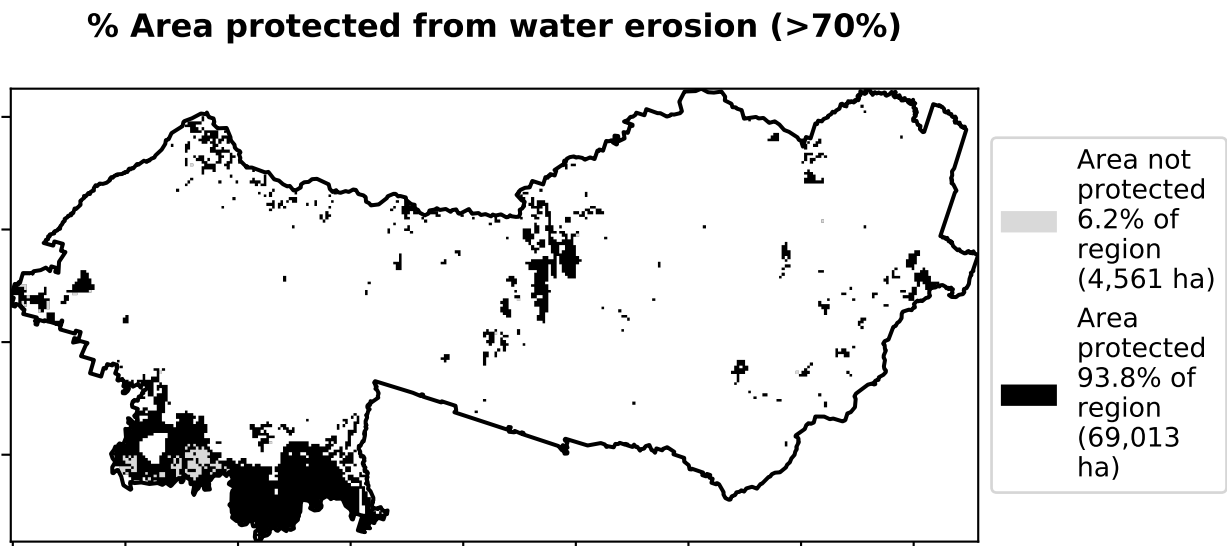 % Area protected from water erosion (>70%)
Area not
protected
6.2% of
region
(4,561 ha)
Area
protected
93.8% of
region
(69,013
ha)